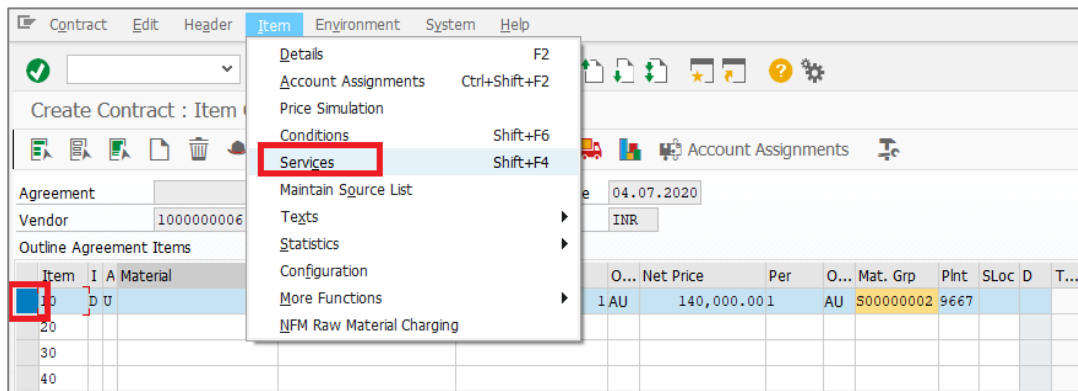 Contract Edit Header Item Environment System Help
Details F2
Account Assignments Ctrl+Shift+F2
Create Contract : Item
Price Simulation
Conditions Shift+F6
Account Assignments
Services Shift+F4
Agreement
Maintain Source List
e 04.07.2020
Vendor 1000000006
Texts
INR
Outline Agreement Items
Statistics
Item I A Material
Configuration
O... Net Price Per O... Mat. Grp Plnt SLoc D T...
10 D U
More Functions
1 AU 140,000.00 1 AU S00000002 9667
20
NFM Raw Material Charging
30
40